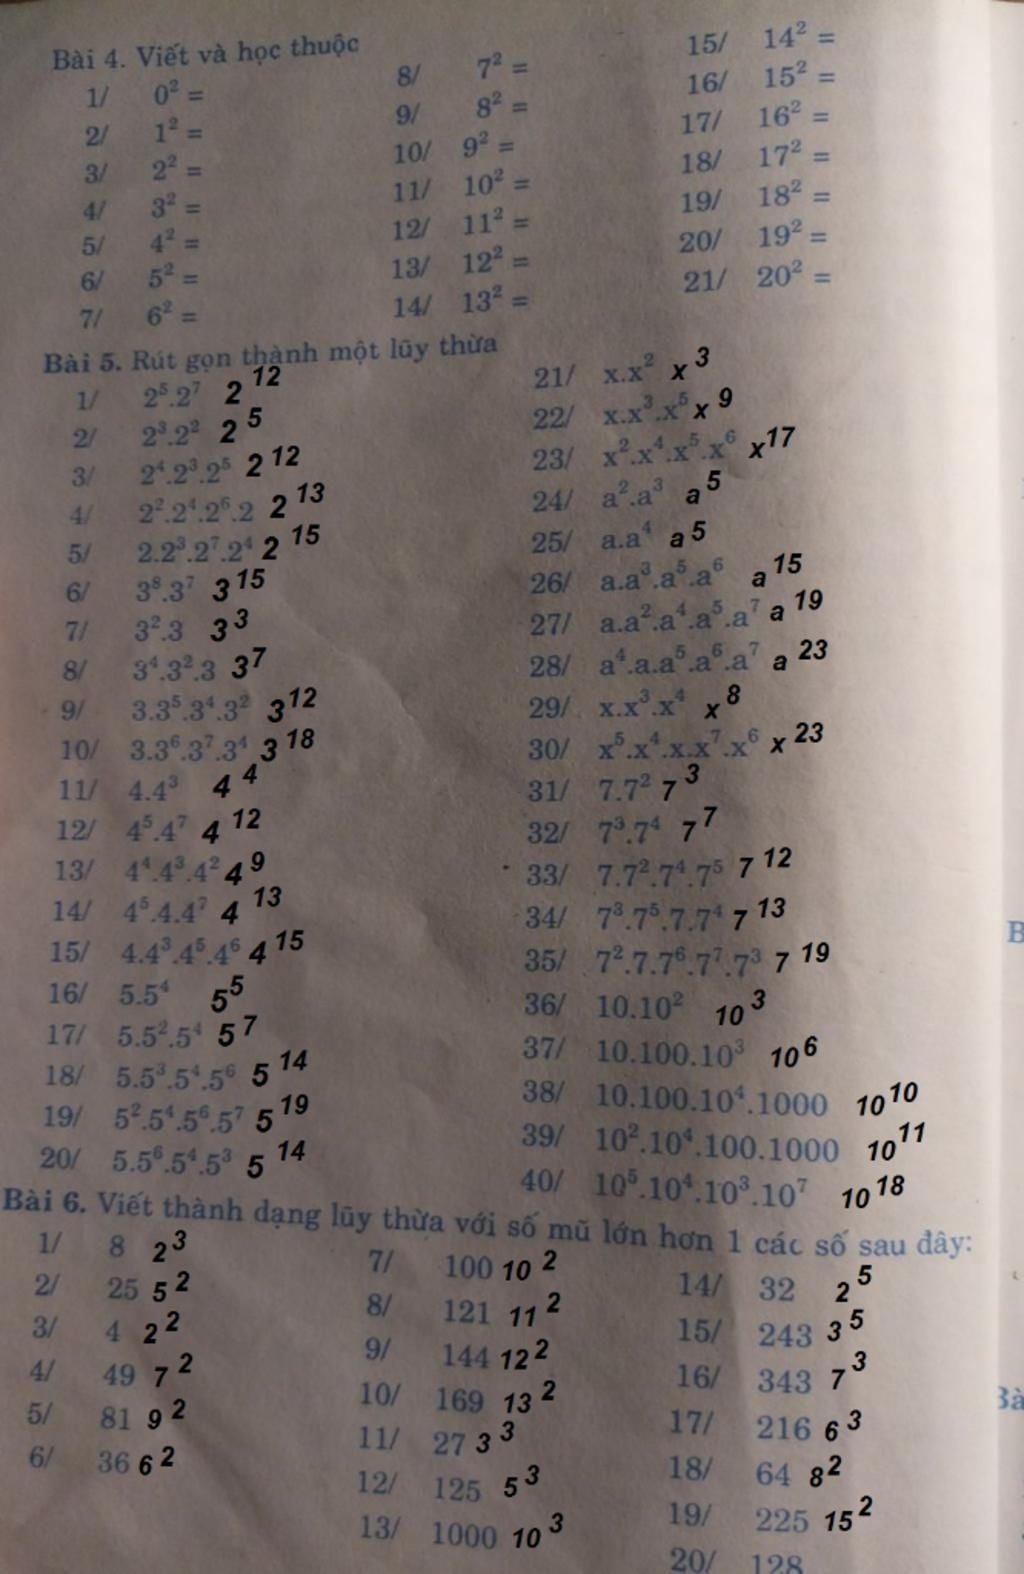 Bài 4. Viết và học thuộc
1/ 0² =
2/ 1² =
3/ 2² =
4/ 3² =
5/ 4² =
6/ 5² =
7/ 6² =
8/ 7² =
9/ 8² =
10/ 9² =
11/ 10² =
12/ 11² =
13/ 12² =
14/ 13² =
15/ 14² =
16/ 15² =
17/ 16² =
18/ 17² =
19/ 18² =
20/ 19² =
21/ 20² =
Bài 5. Rút gọn thành một lũy thừa
1/ 2⁵.2⁷ 2¹²
2/ 2³.2² 2⁵
3/ 2⁴.2³.2⁵ 2¹²
4/ 2².2⁴.2⁶.2 2¹³
5/ 2.2³.2⁷.2⁴ 2¹⁵
6/ 3⁸.3⁷ 3¹⁵
7/ 3².3 3³
8/ 3⁴.3².3 3⁷
9/ 3.3⁵.3⁴.3² 3¹²
10/ 3.3⁶.3⁷.3⁴ 3¹⁸
11/ 4.4³ 4⁴
12/ 4⁵.4⁷ 4¹²
13/ 4⁴.4³.4² 4⁹
14/ 4⁵.4.4⁷ 4¹³
15/ 4.4³.4⁵.4⁶ 4¹⁵
16/ 5.5⁴ 5⁵
17/ 5.5².5⁴ 5⁷
18/ 5.5³.5⁴.5⁶ 5¹⁴
19/ 5².5⁴.5⁶.5⁷ 5¹⁹
20/ 5.5⁶.5⁴.5³ 5¹⁴
21/ x.x² x³
22/ x.x³.x⁵ x⁹
23/ x².x⁴.x⁵.x⁶ x¹⁷
24/ a².a³ a⁵
25/ a.a⁴ a⁵
26/ a.a³.a⁵.a⁶ a¹⁵
27/ a.a².a⁴.a⁵.a⁷ a¹⁹
28/ a⁴.a.a⁵.a⁶.a⁷ a²³
29/ x.x³.x⁴ x⁸
30/ x⁵.x⁴.x.x⁷.x⁶ x²³
31/ 7.7² 7³
32/ 7³.7⁴ 7⁷
33/ 7.7².7⁴.7⁵ 7¹²
34/ 7³.7⁵.7.7⁴ 7¹³
35/ 7².7.7⁶.7⁷.7³ 7¹⁹
36/ 10.10² 10³
37/ 10.100.10³ 10⁶
38/ 10.100.10⁴.1000 10¹⁰
39/ 10².10⁴.100.1000 10¹¹
40/ 10⁵.10⁴.10³.10⁷ 10¹⁸
Bài 6. Viết thành dạng lũy thừa với số mũ lớn hơn 1 các số sau đây:
1/ 8 2³
2/ 25 5²
3/ 4 2²
4/ 49 7²
5/ 81 9²
6/ 36 6²
7/ 100 10²
8/ 121 11²
9/ 144 12²
10/ 169 13²
11/ 27 3³
12/ 125 5³
13/ 1000 10³
14/ 32 2⁵
15/ 243 3⁵
16/ 343 7³
17/ 216 6³
18/ 64 8²
19/ 225 15²
20/ 128